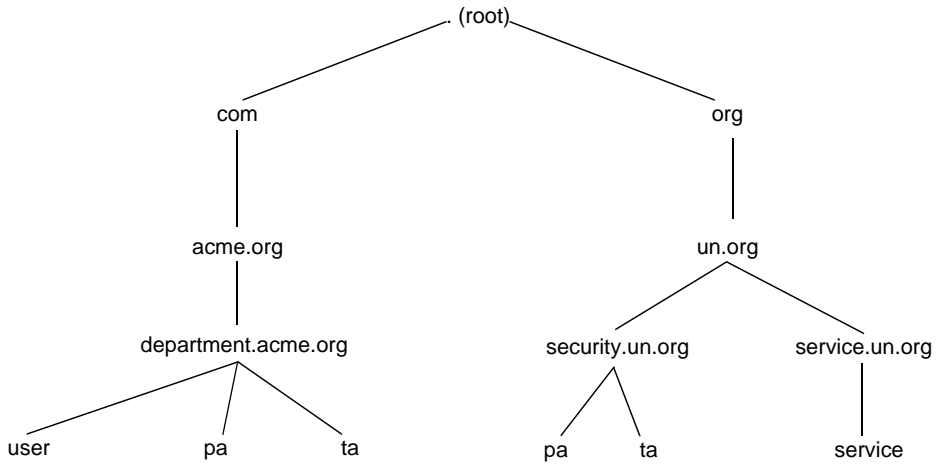 . (root)
com org
acme.org un.org
department.acme.org security.un.org service.un.org
user pa ta pa ta service